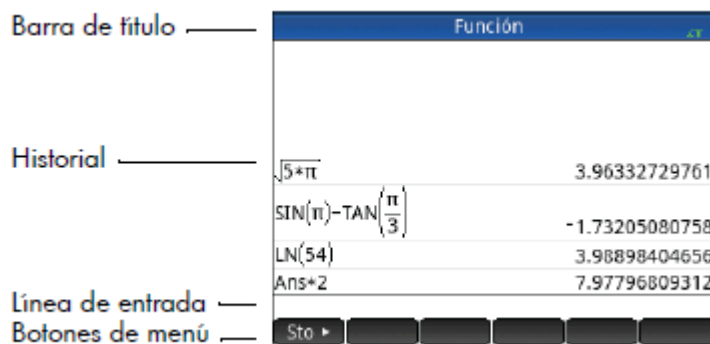 Barra de título
Función
Historial
√5*π 3.96332729761
SIN(π)-TAN(π/3) -1.73205080758
LN(54) 3.98898404656
Ans*2 7.97796809312
Línea de entrada
Botones de menú
Sto ▸